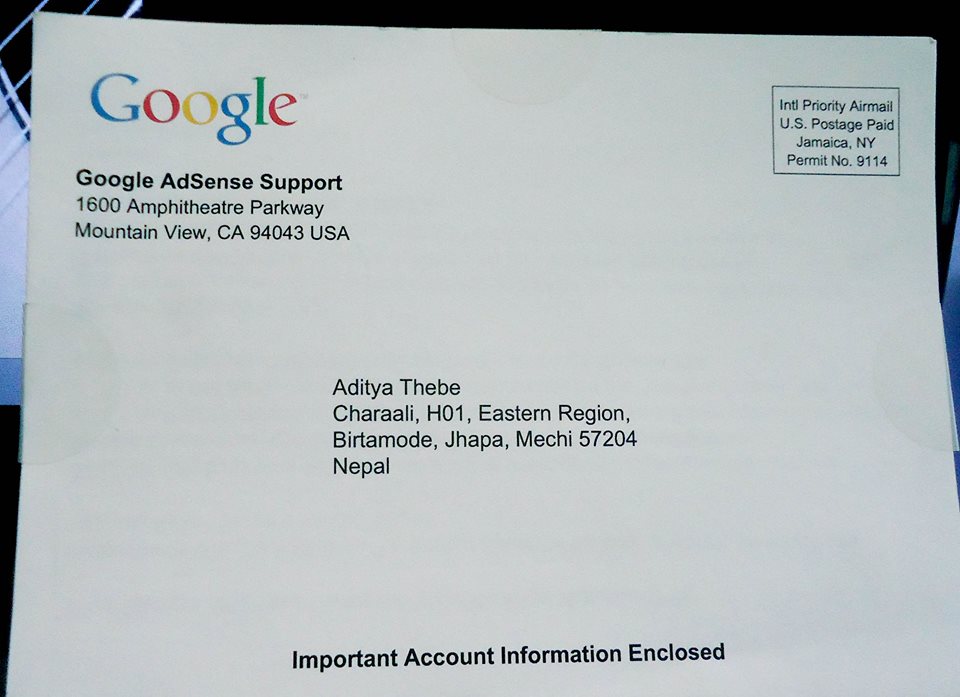 Google™
Intl Priority Airmail
U.S. Postage Paid
Jamaica, NY
Permit No. 9114
Google AdSense Support
1600 Amphitheatre Parkway
Mountain View, CA 94043 USA
Aditya Thebe
Charaali, H01, Eastern Region,
Birtamode, Jhapa, Mechi 57204
Nepal
Important Account Information Enclosed